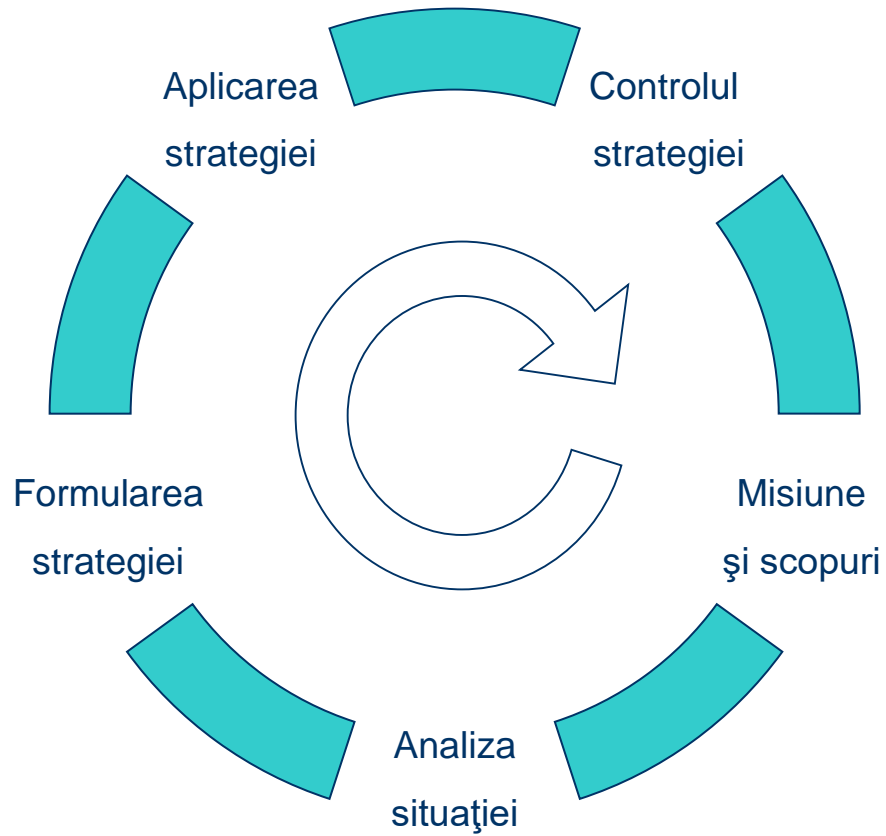 Aplicarea
strategiei
Controlul
strategiei
Formularea
strategiei
Misiune
şi scopuri
Analiza
situaţiei